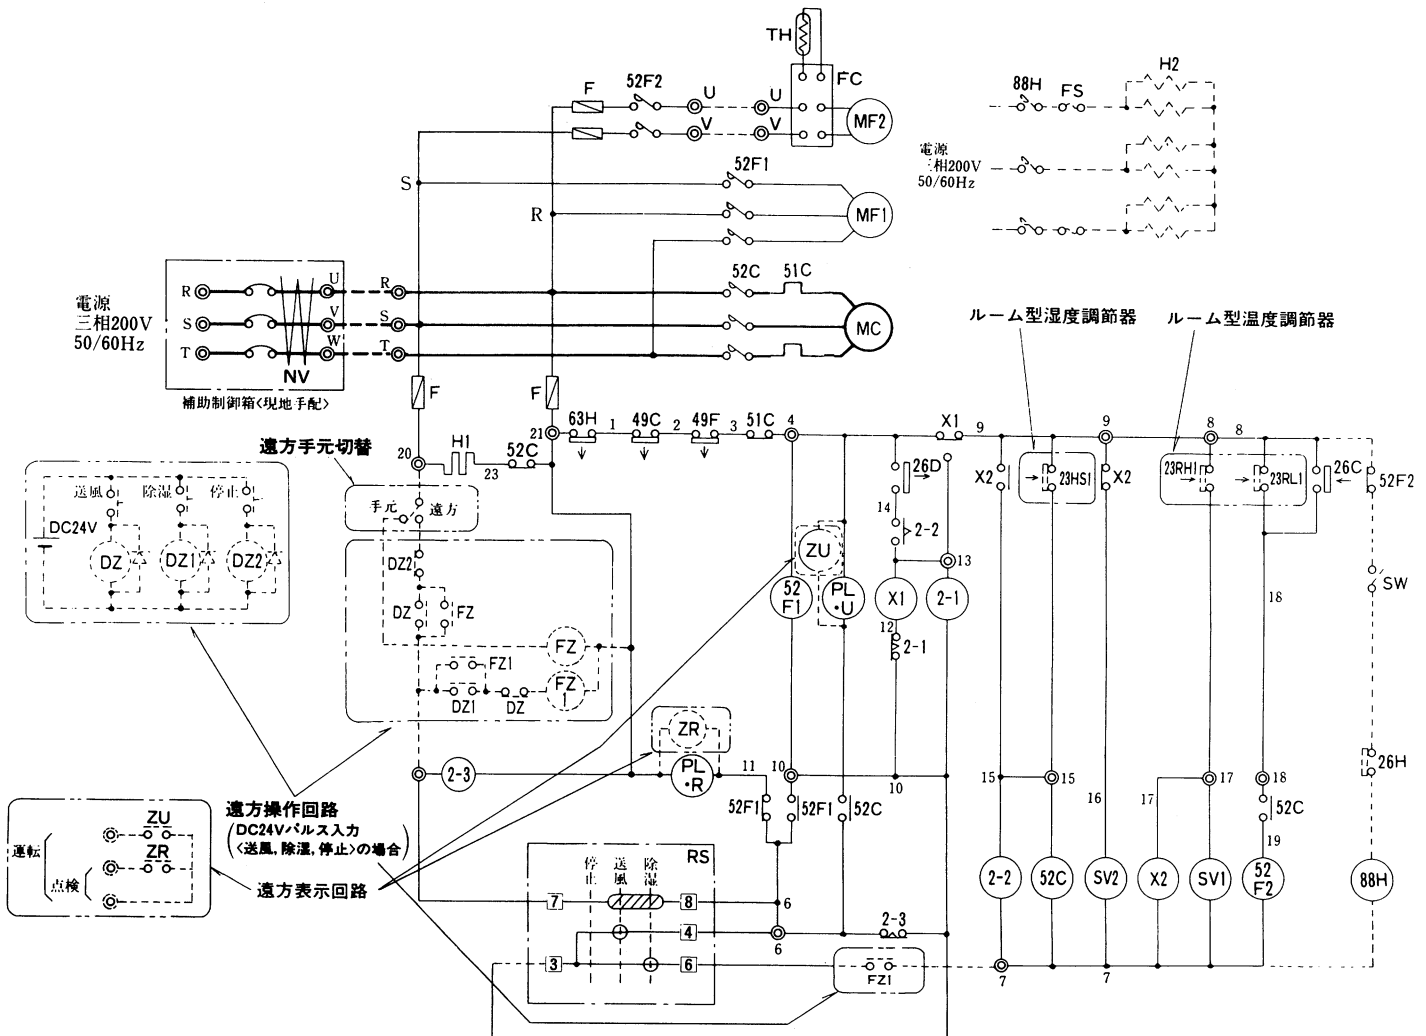 TH
FC
F
52F2
U
U
V
V
MF2
88H
FS
H2
電源
三相200V
50/60Hz
S
52F1
R
MF1
電源
三相200V
50/60Hz
R
S
T
U
V
W
NV
R
S
T
52C
51C
MC
補助制御箱<現地手配>
F
F
ルーム型湿度調節器
ルーム型温度調節器
遠方手元切替
20
H1
23
52C
21
63H
1
49C
2
49F
3
51C
4
X1
9
9
8
8
手元
遠方
送風
除湿
停止
DC24V
DZ
DZ1
DZ2
DZ2
DZ
FZ
FZ
FZ1
FZ
1
DZ1
DZ
26D
14
2-2
13
X2
23HS1
X2
23RH1
23RL1
26C
52F2
ZU
52
F1
PL
・U
X1
2-1
12
2-1
SW
18
26H
ZR
PL
・R
2-3
11
10
10
52F1
52F1
52C
15
15
16
17
17
18
52C
19
遠方操作回路
(DC24Vパルス入力
<送風,除湿,停止>の場合)
遠方表示回路
運転
点検
ZU
ZR
RS
停止
送風
除湿
7
8
4
3
6
6
6
2-3
FZ1
2-2
52C
SV2
X2
SV1
52
F2
88H
7
7